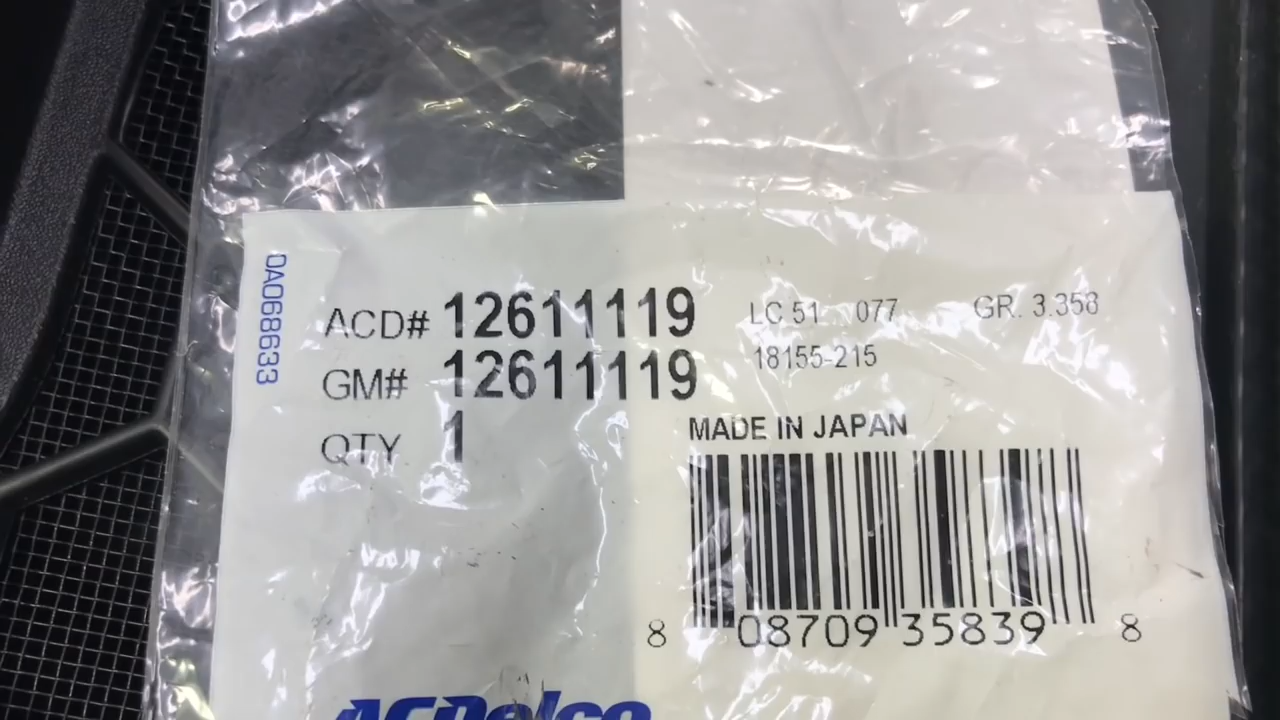 0A068633
ACD# 12611119
GM# 12611119
QTY 1
LC 51 077 GR. 3.358
18155-215
MADE IN JAPAN
8 08709 35839 8
ACDelco